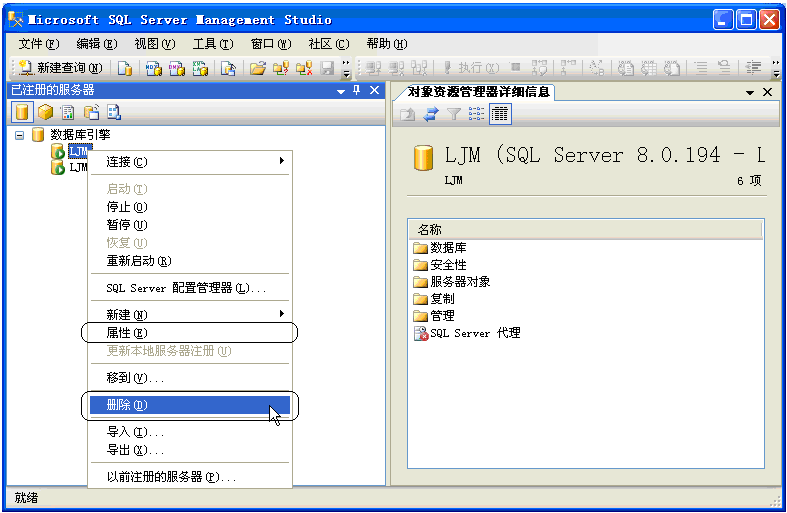 Microsoft SQL Server Management Studio
文件(F) 编辑(E) 视图(V) 工具(T) 窗口(W) 社区(C) 帮助(H)
新建查询(N) 执行(X)
已注册的服务器
数据库引擎
LJM
LJM
连接(C)
启动(T)
停止(O)
暂停(U)
恢复(U)
重新启动(R)
SQL Server 配置管理器(L)...
新建(N)
属性(E)
更新本地服务器注册(U)
移到(V)...
删除(D)
导入(I)...
导出(X)...
以前注册的服务器(P)...
对象资源管理器详细信息
LJM (SQL Server 8.0.194 - L
LJM
6 项
名称
数据库
安全性
服务器对象
复制
管理
SQL Server 代理
就绪